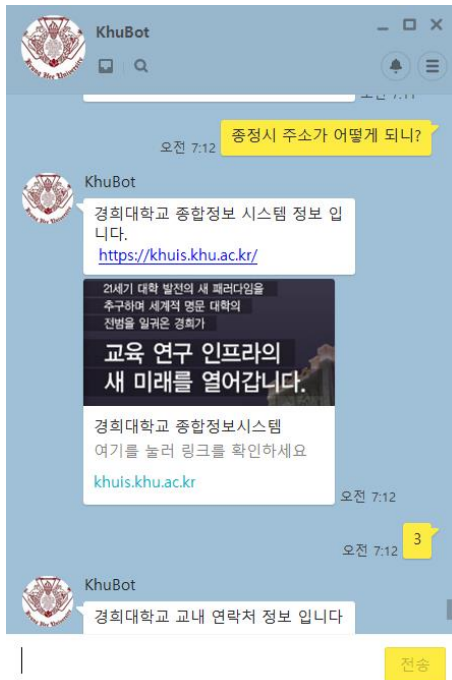 KhuBot
종정시 주소가 어떻게 되니?
오전 7:12
KhuBot
경희대학교 종합정보 시스템 정보 입
니다.
https://khuis.khu.ac.kr/
21세기 대학 발전의 새 패러다임을
추구하며 세계적 명문 대학의
전범을 일궈온 경희가
교육 연구 인프라의
새 미래를 열어갑니다.
경희대학교 종합정보시스템
여기를 눌러 링크를 확인하세요
khuis.khu.ac.kr
오전 7:12
3
오전 7:12
KhuBot
경희대학교 교내 연락처 정보 입니다
전송